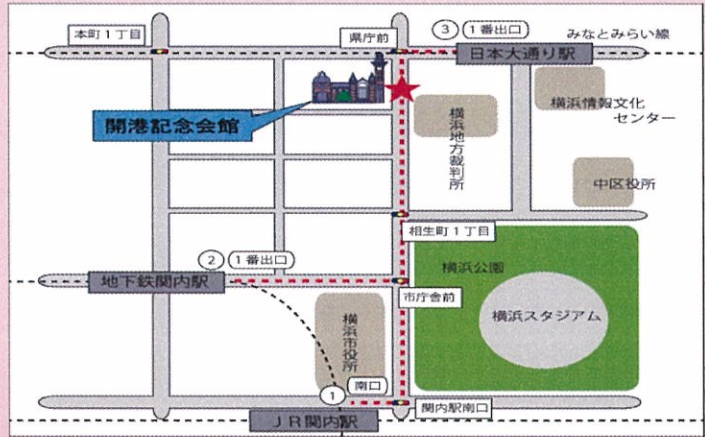 本町1丁目
県庁前
③ 1番出口
みなとみらい線
日本大通り駅
開港記念会館
横浜地方裁判所
横浜情報文化
センター
中区役所
相生町1丁目
② 1番出口
地下鉄関内駅
横浜公園
市庁舎前
横浜スタジアム
横浜市役所
① 南口
関内駅南口
JR関内駅